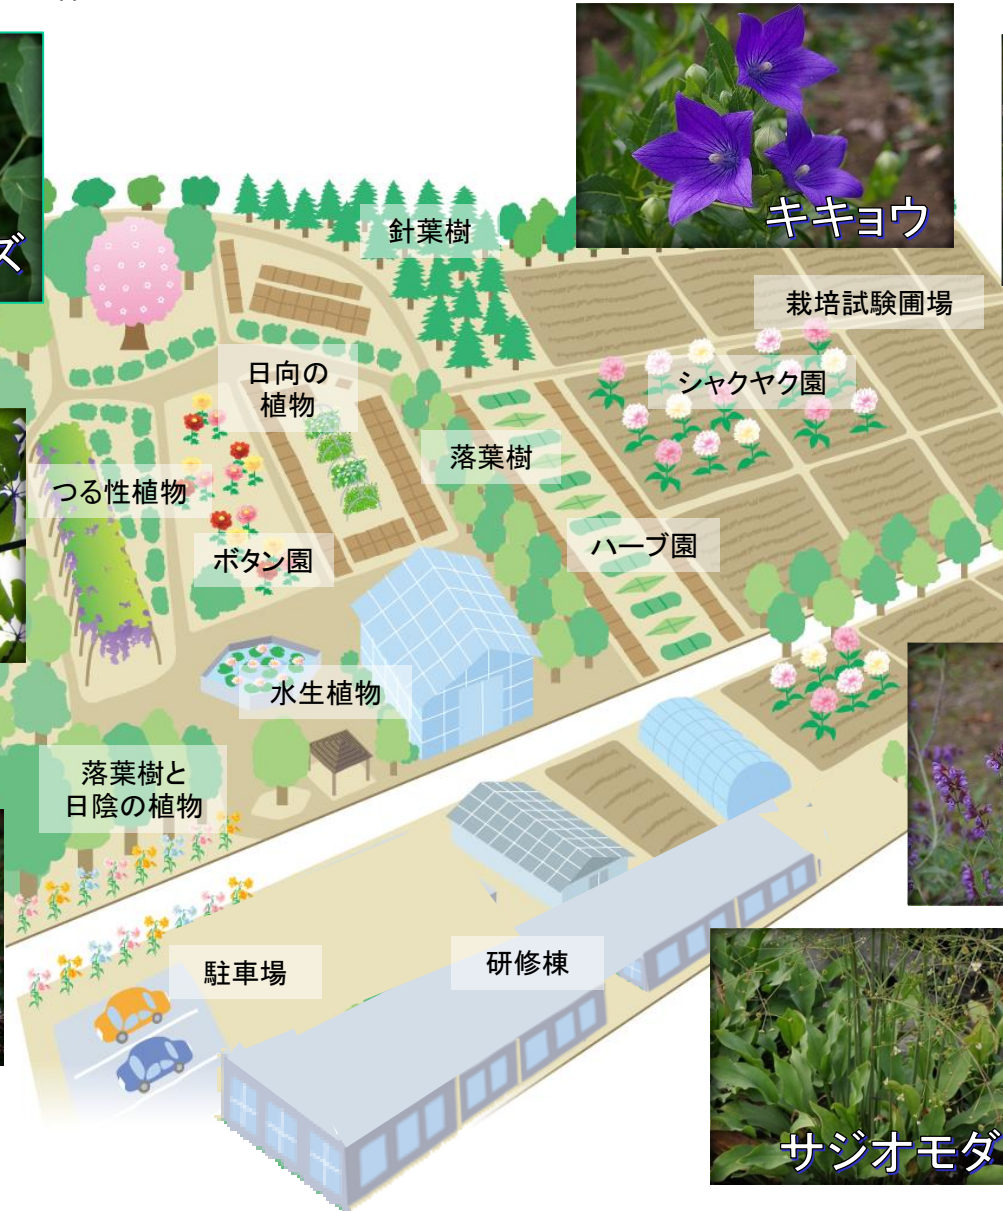 キキョウ
ズ
針葉樹
栽培試験圃場
日向の
植物
シャクヤク園
落葉樹
つる性植物
ハーブ園
ボタン園
水生植物
落葉樹と
日陰の植物
駐車場
研修棟
サジオモダ